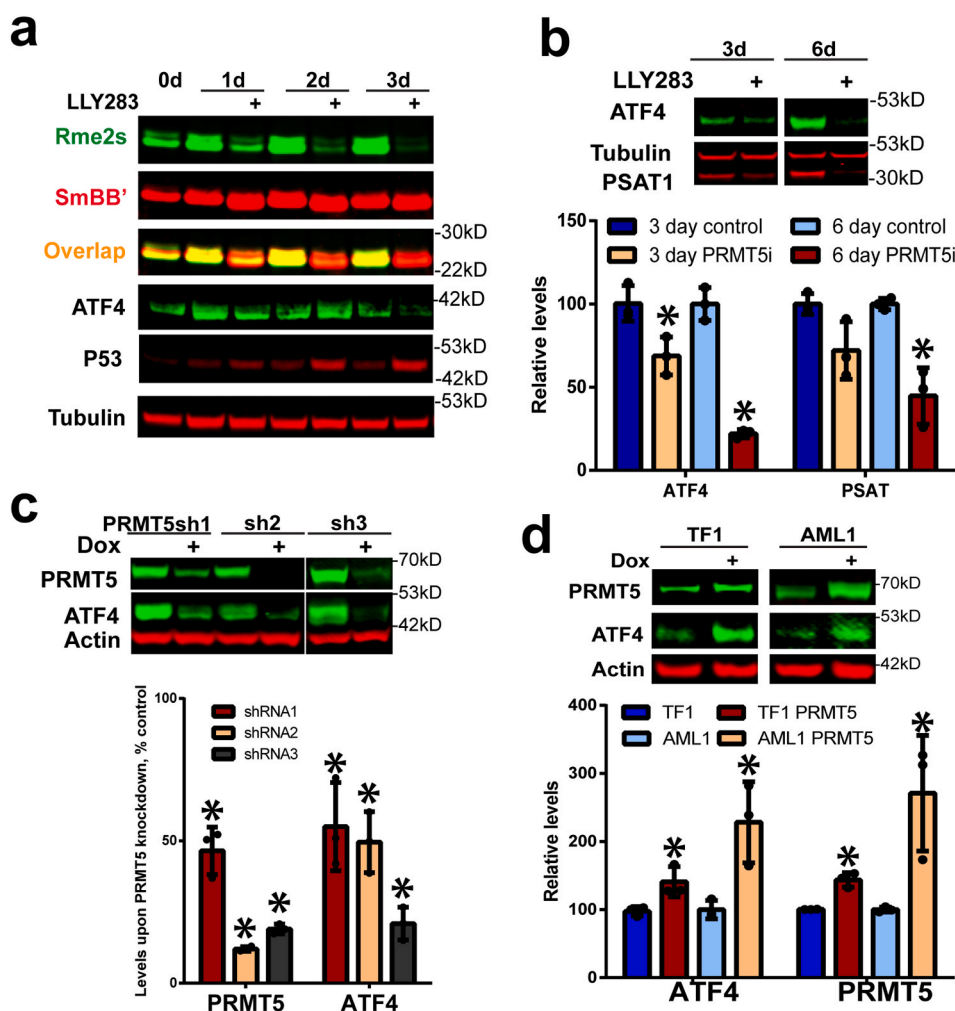 a
0d 1d 2d 3d
LLY283 + + +
Rme2s
SmBB'
Overlap
-30kD
-22kD
ATF4
-42kD
P53
-53kD
-42kD
Tubulin
-53kD
b
3d 6d
LLY283 + +
ATF4
-53kD
Tubulin
-53kD
PSAT1
-30kD
3 day control 6 day control
3 day PRMT5i 6 day PRMT5i
Relative levels
150
100
50
0
* * *
ATF4 PSAT
c
PRMT5sh1 sh2 sh3
Dox + + +
PRMT5
-70kD
-53kD
ATF4
-42kD
Actin
Levels upon PRMT5 knockdown, % control
100
50
0
shRNA1
shRNA2
shRNA3
* * * * * *
PRMT5 ATF4
d
TF1 AML1
Dox + +
PRMT5
-70kD
ATF4
-53kD
Actin
-42kD
TF1 TF1 PRMT5
AML1 AML1 PRMT5
Relative levels
400
300
200
100
0
* * * *
ATF4 PRMT5